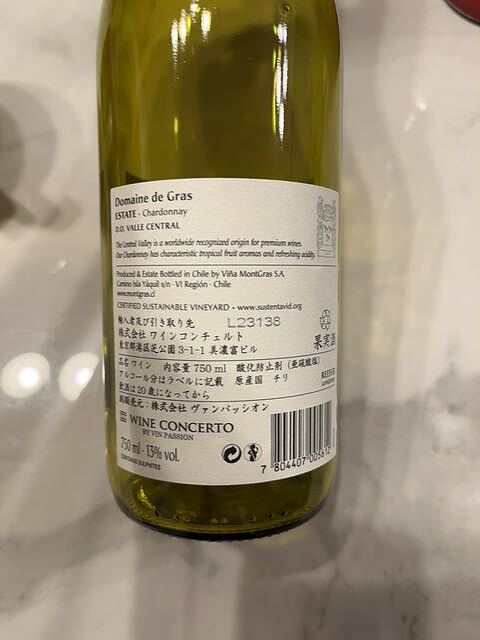 Domaine de Gras
ESTATE - Chardonnay
D.O. VALLE CENTRAL
The Central Valley is a worldwide recognized origin for premium wines.
Our Chardonnay has characteristic tropical fruit aromas and refreshing acidity.
Produced & Estate Bottled in Chile by Viña MontGras S.A.
Camino Isla Yáquil s/n · VI Región · Chile
www.montgras.cl
CERTIFIED SUSTAINABLE VINEYARD - www.sustentavid.org
輸入者及び引き取り先 L23138
株式会社 ワインコンチェルト
東京都港区芝公園3-1-1 美濃富ビル
果実酒
品名 ワイン 内容量 750 ml 酸化防止剤 (亜硫酸塩)
アルコール分はラベルに記載 原産国 チリ
飲酒は20歳になってから
販売元:株式会社 ヴァンパッシオン
WINE CONCERTO
BY VIN PASSION
750 ml - 13% vol.
CONTAINS SULPHITES
7 804407 005612